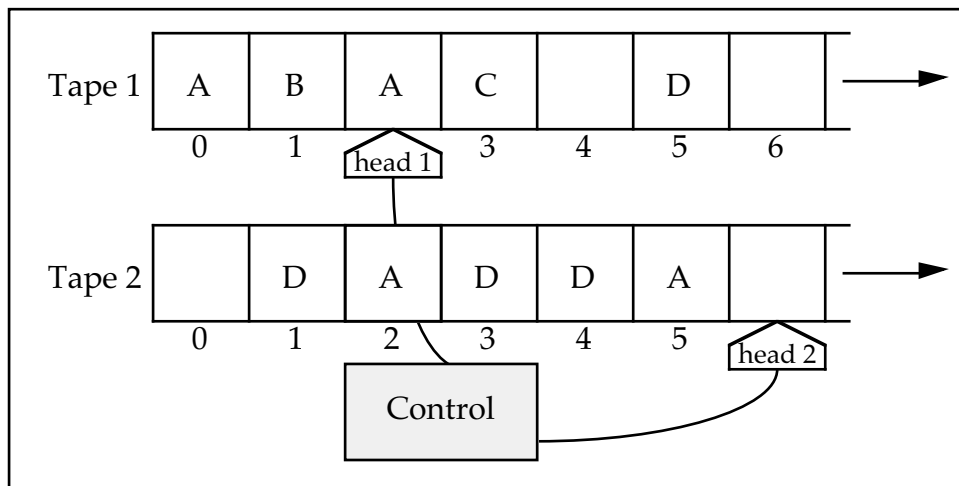 Tape 1 A B A C D
0 1 3 4 5 6
head 1
Tape 2 D A D D A
0 1 2 3 4 5
head 2
Control